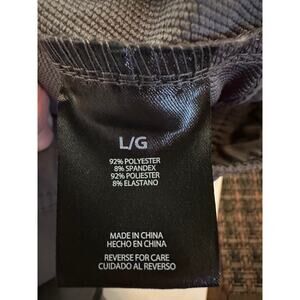 L/G
92% POLYESTER
8% SPANDEX
92% POLIESTER
8% ELASTANO
MADE IN CHINA
HECHO EN CHINA
REVERSE FOR CARE
CUIDADO AL REVERSO